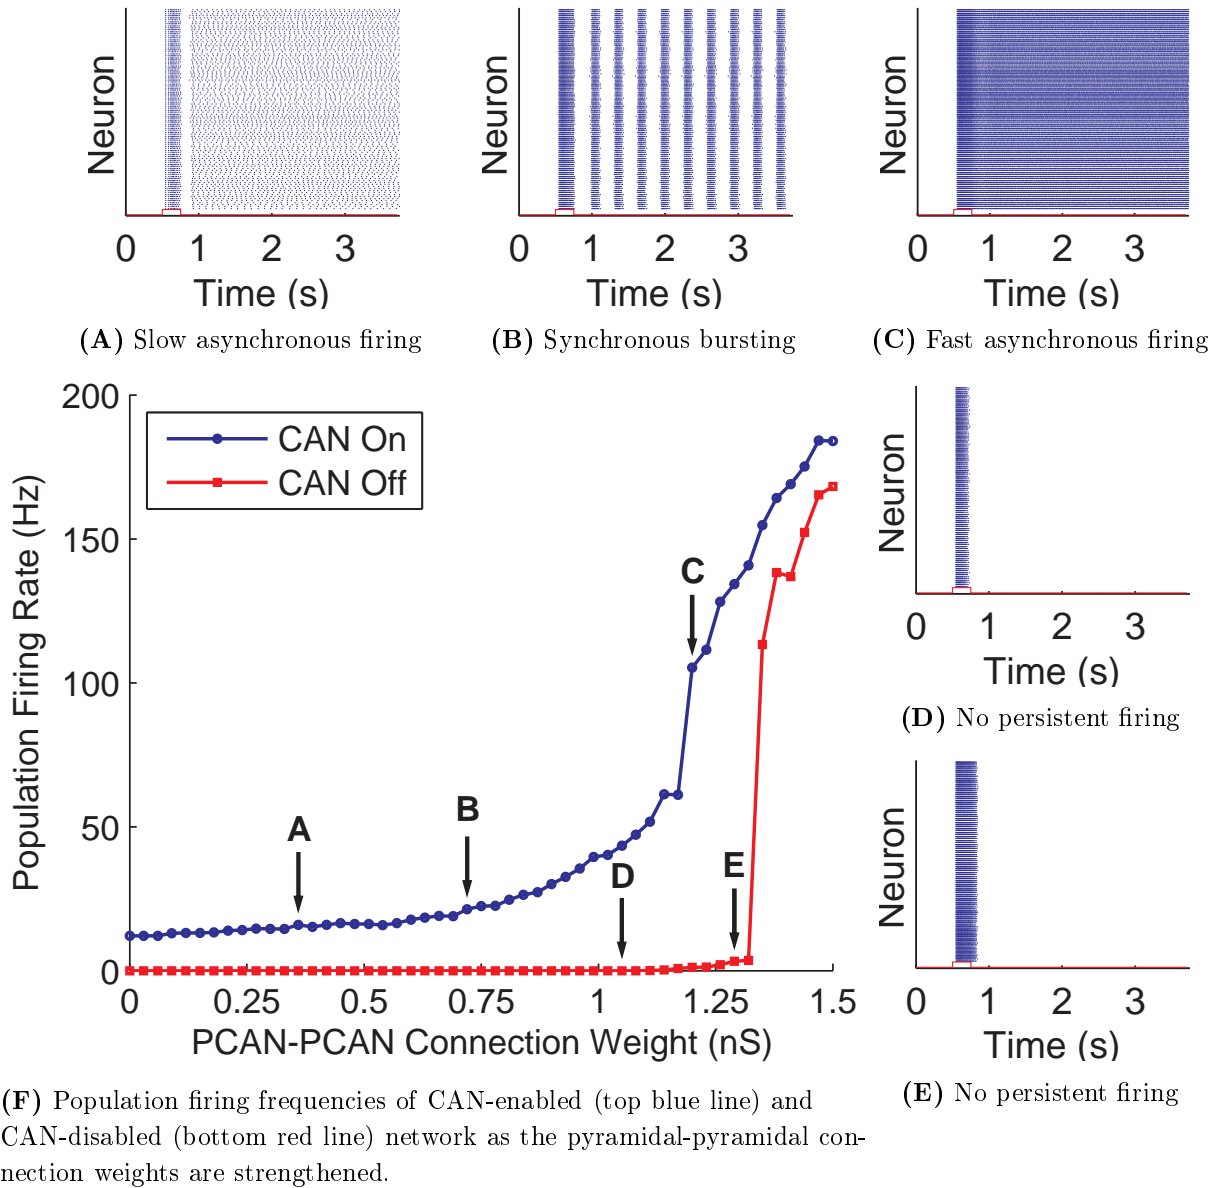 Neuron
0 1 2 3
Time (s)
(A) Slow asynchronous firing
Neuron
0 1 2 3
Time (s)
(B) Synchronous bursting
Neuron
0 1 2 3
Time (s)
(C) Fast asynchronous firing
200
150
100
50
0
Population Firing Rate (Hz)
CAN On
CAN Off
A
B
C
D
E
0 0.25 0.5 0.75 1 1.25 1.5
PCAN-PCAN Connection Weight (nS)
Neuron
0 1 2 3
Time (s)
(D) No persistent firing
Neuron
0 1 2 3
Time (s)
(E) No persistent firing
(F) Population firing frequencies of CAN-enabled (top blue line) and
CAN-disabled (bottom red line) network as the pyramidal-pyramidal con-
nection weights are strengthened.